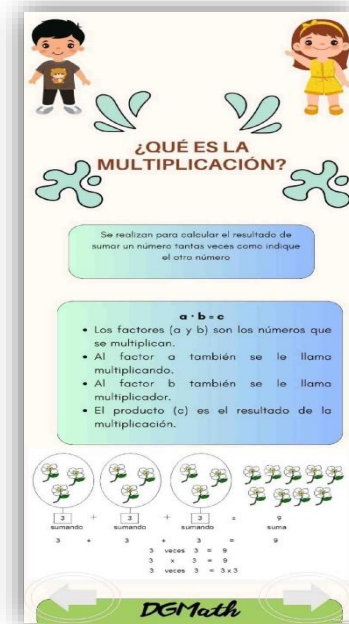 ¿QUÉ ES LA
MULTIPLICACIÓN?
Se realizan para calcular el resultado de
sumar un número tantas veces como indique
el otro número
a · b = c
• Los factores (a y b) son los números que
se multiplican.
• Al factor a también se le llama
multiplicando.
• Al factor b también se le llama
multiplicador.
• El producto (c) es el resultado de la
multiplicación.
3 + 3 + 3 = 9
sumando sumando sumando suma
3 + 3 + 3 = 9
3 veces 3 = 9
3 x 3 = 9
3 veces 3 = 3 x 3
DGMath